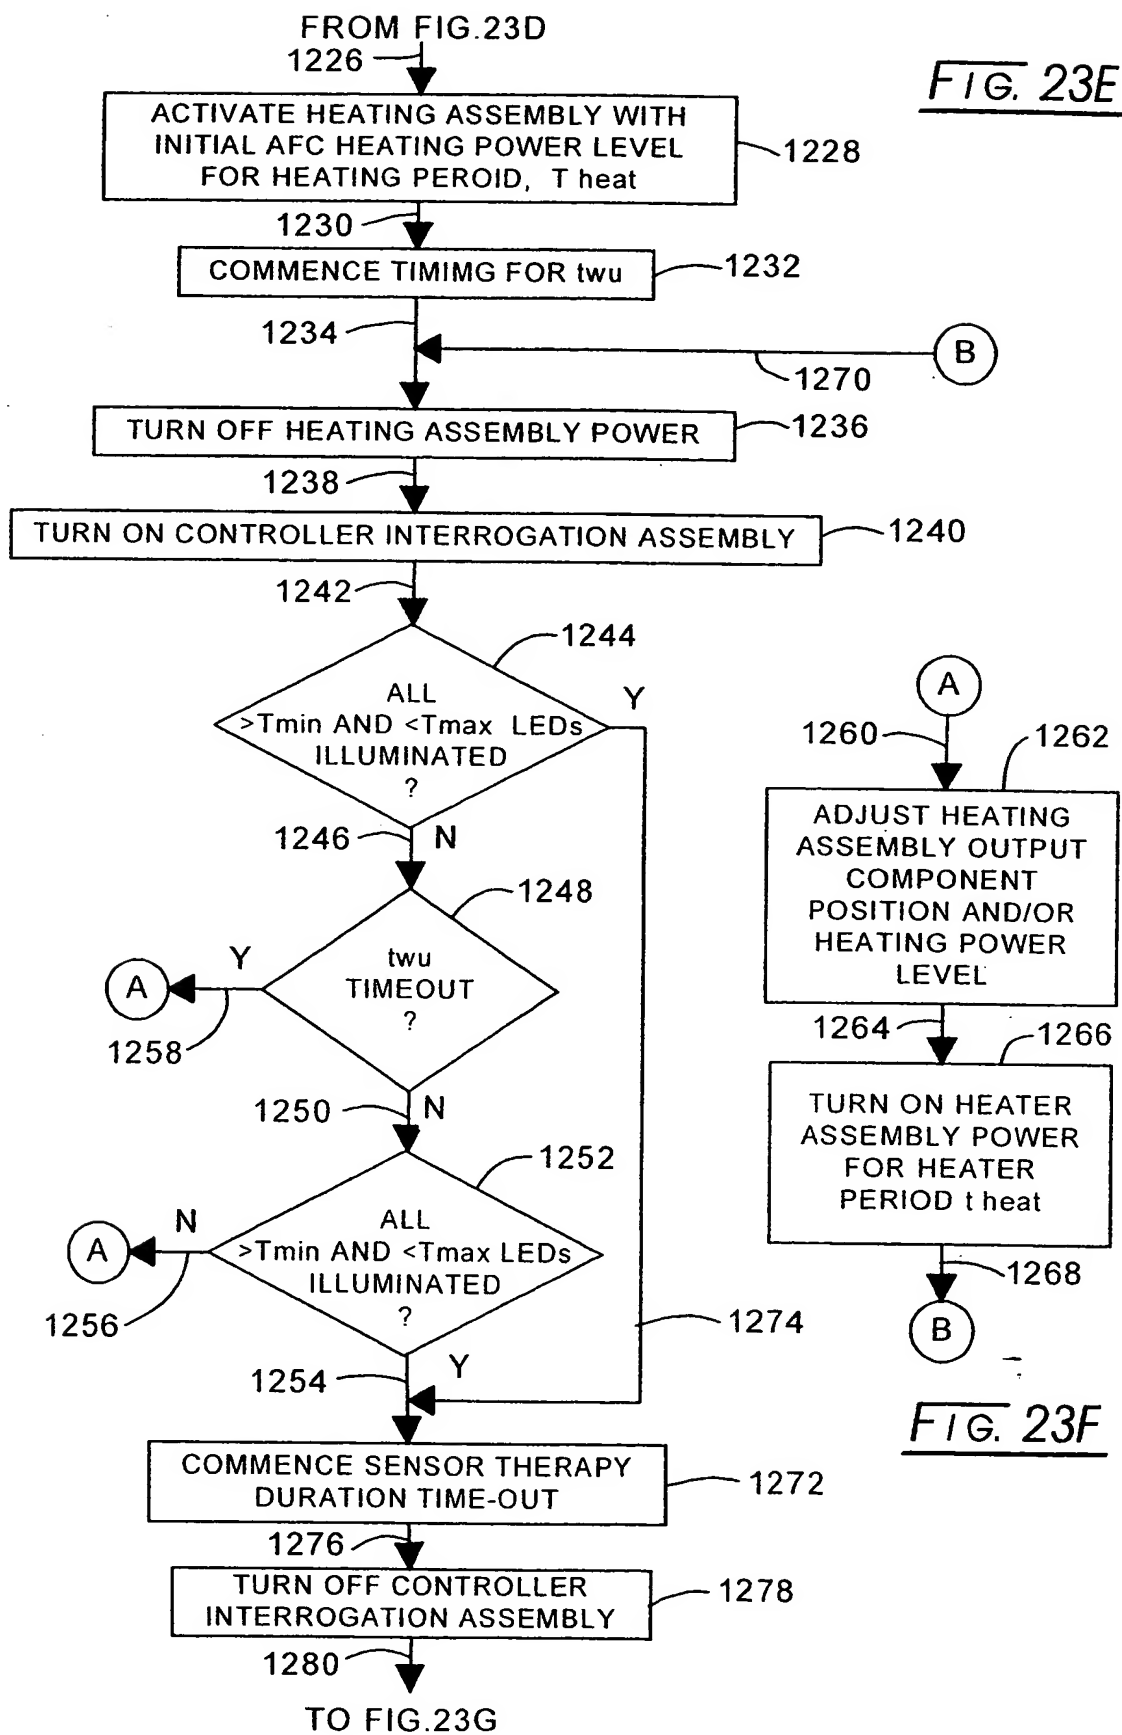 FROM FIG.23D
1226
FIG. 23E
ACTIVATE HEATING ASSEMBLY WITH
INITIAL AFC HEATING POWER LEVEL
FOR HEATING PEROID, T heat
1228
1230
COMMENCE TIMIMG FOR twu
1232
1234
B
1270
TURN OFF HEATING ASSEMBLY POWER
1236
1238
TURN ON CONTROLLER INTERROGATION ASSEMBLY
1240
1242
1244
ALL
>Tmin AND <Tmax LEDs
ILLUMINATED
?
Y
1246
N
1248
twu
TIMEOUT
?
Y
A
1258
1250
N
1252
ALL
>Tmin AND <Tmax LEDs
ILLUMINATED
?
N
A
1256
1274
1254
Y
COMMENCE SENSOR THERAPY
DURATION TIME-OUT
1272
1276
TURN OFF CONTROLLER
INTERROGATION ASSEMBLY
1278
1280
TO FIG.23G
A
1260
1262
ADJUST HEATING
ASSEMBLY OUTPUT
COMPONENT
POSITION AND/OR
HEATING POWER
LEVEL
1264
1266
TURN ON HEATER
ASSEMBLY POWER
FOR HEATER
PERIOD t heat
1268
B
FIG. 23F